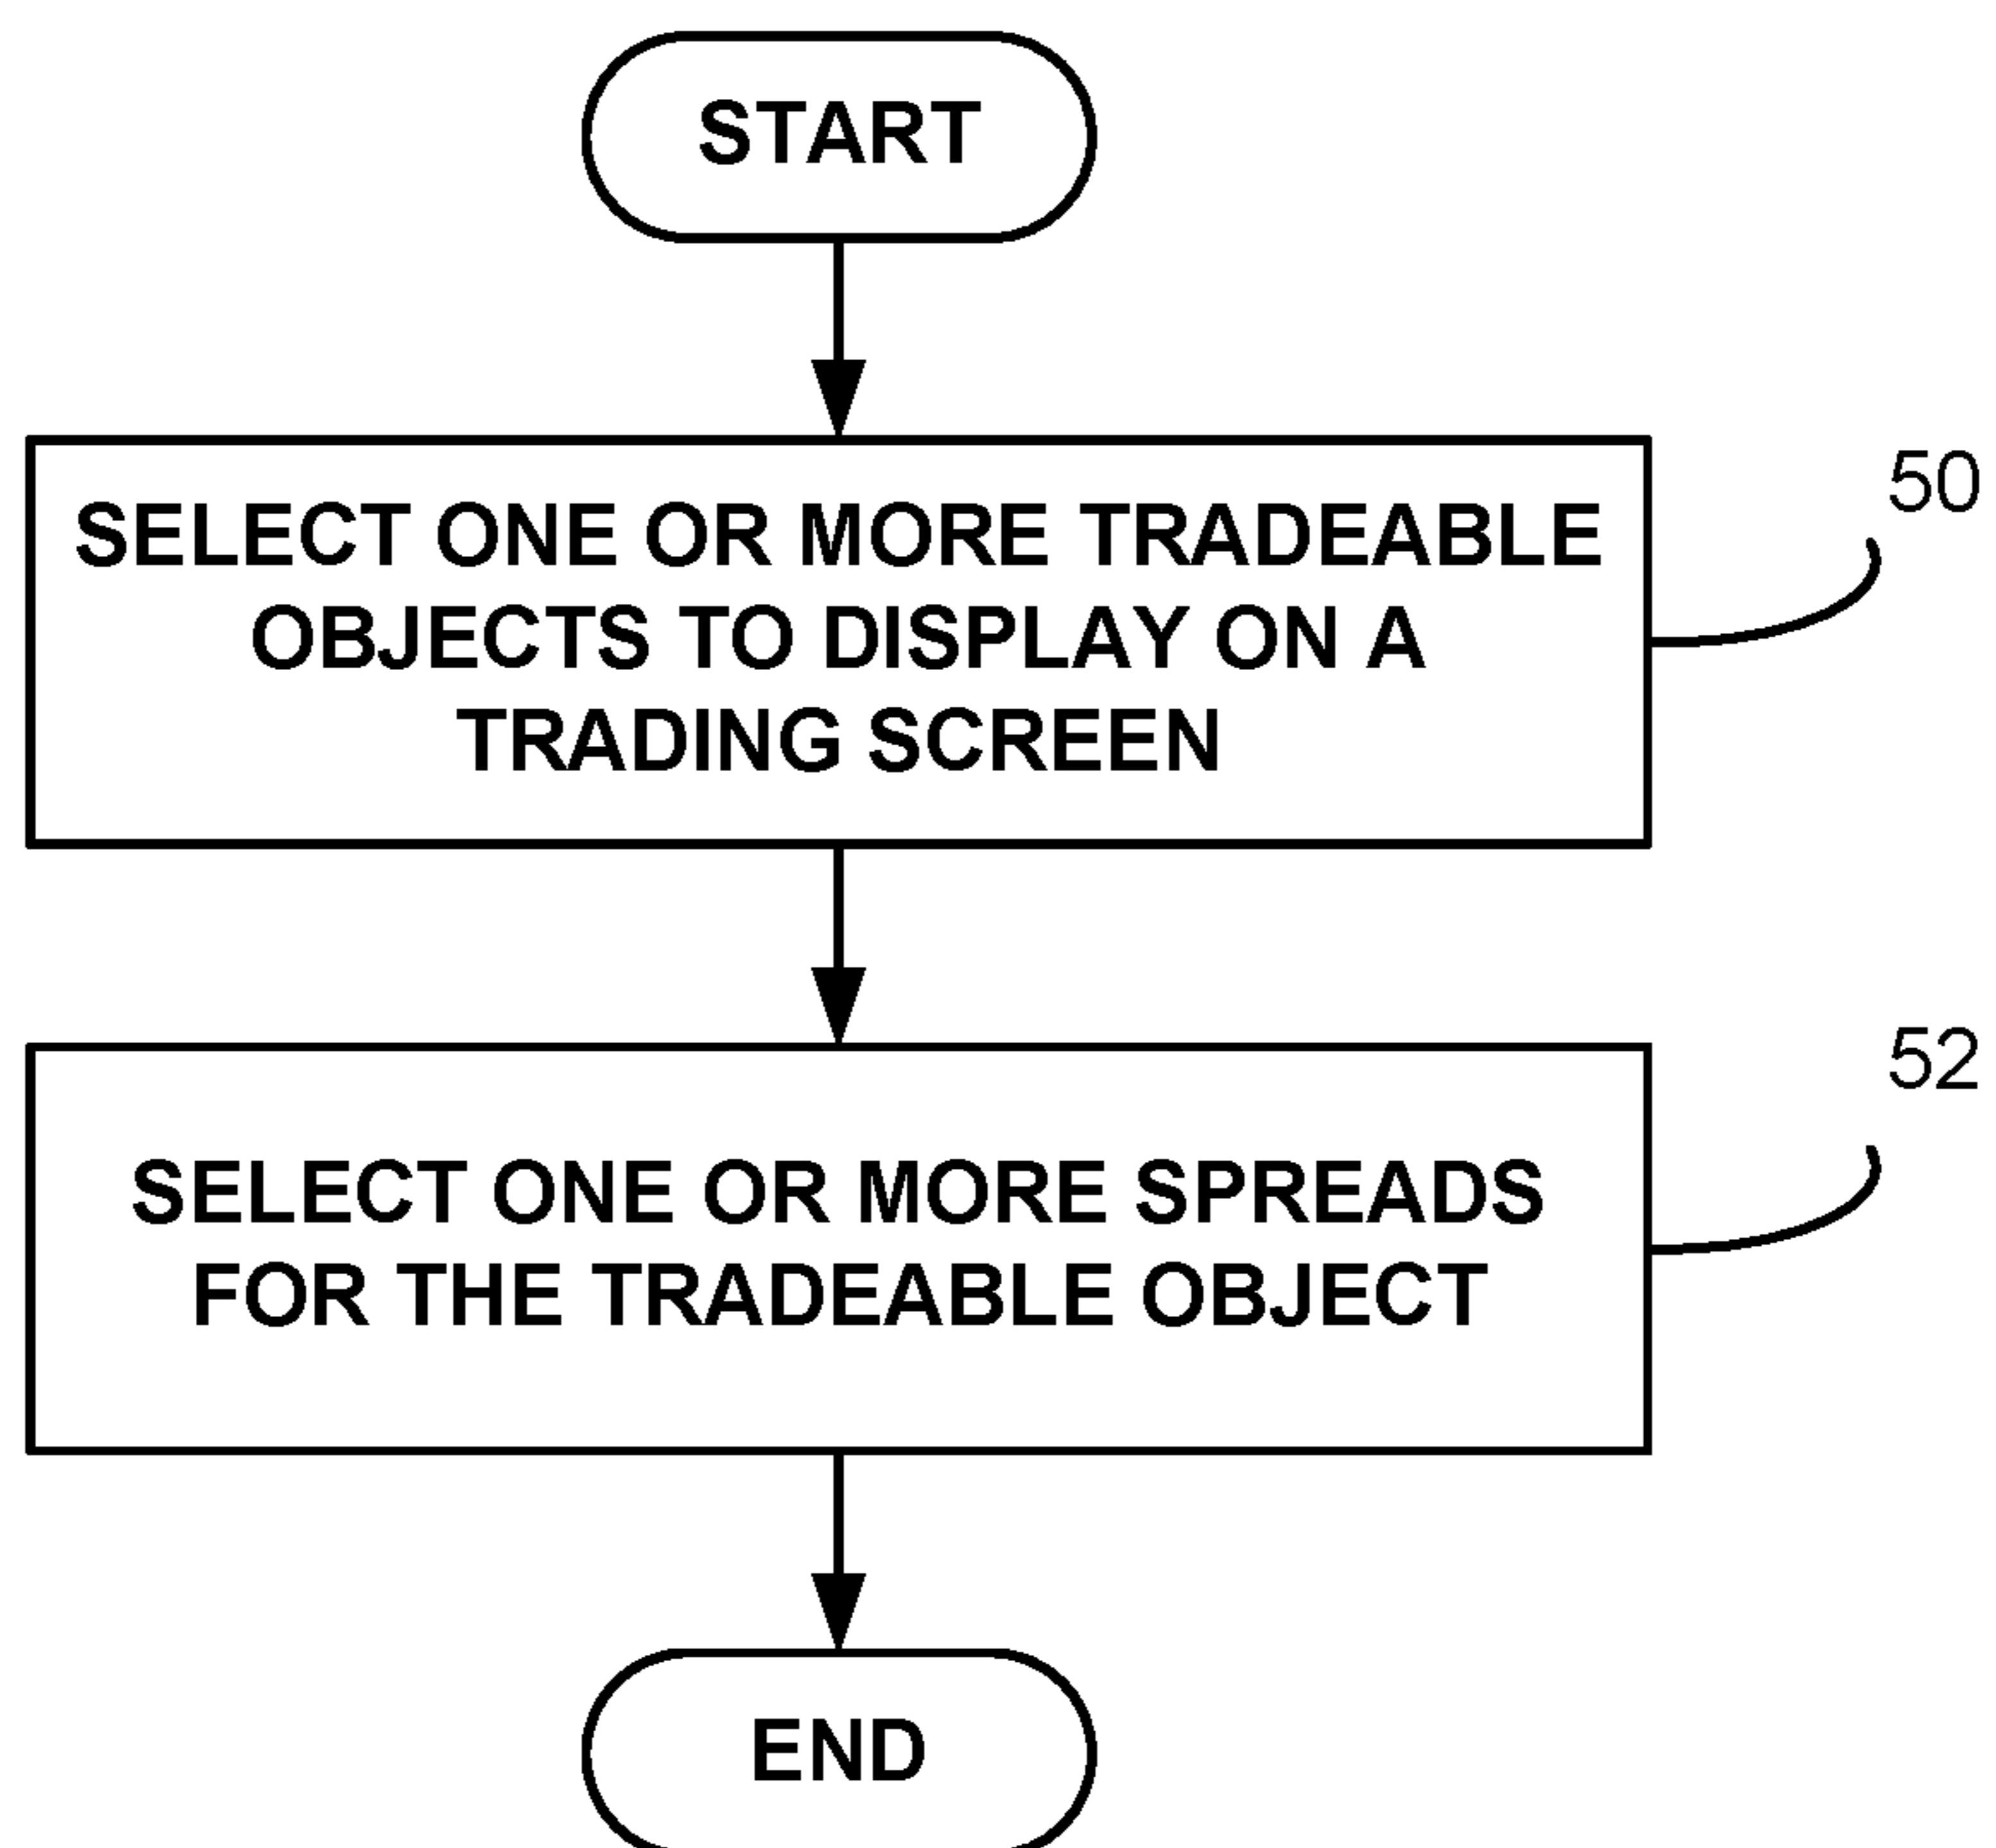 START
SELECT ONE OR MORE TRADEABLE
OBJECTS TO DISPLAY ON A
TRADING SCREEN
50
SELECT ONE OR MORE SPREADS
FOR THE TRADEABLE OBJECT
52
END